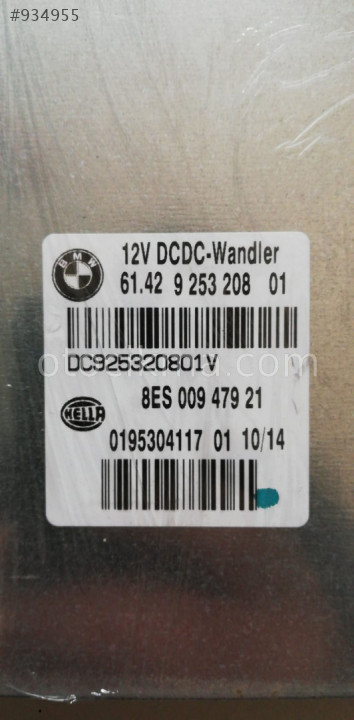 #934955
BMW
12V DCDC-Wandler
61.42 9 253 208 01
DC925320801V
8ES 009 479 21
HELLA
0195304117 01 10/14